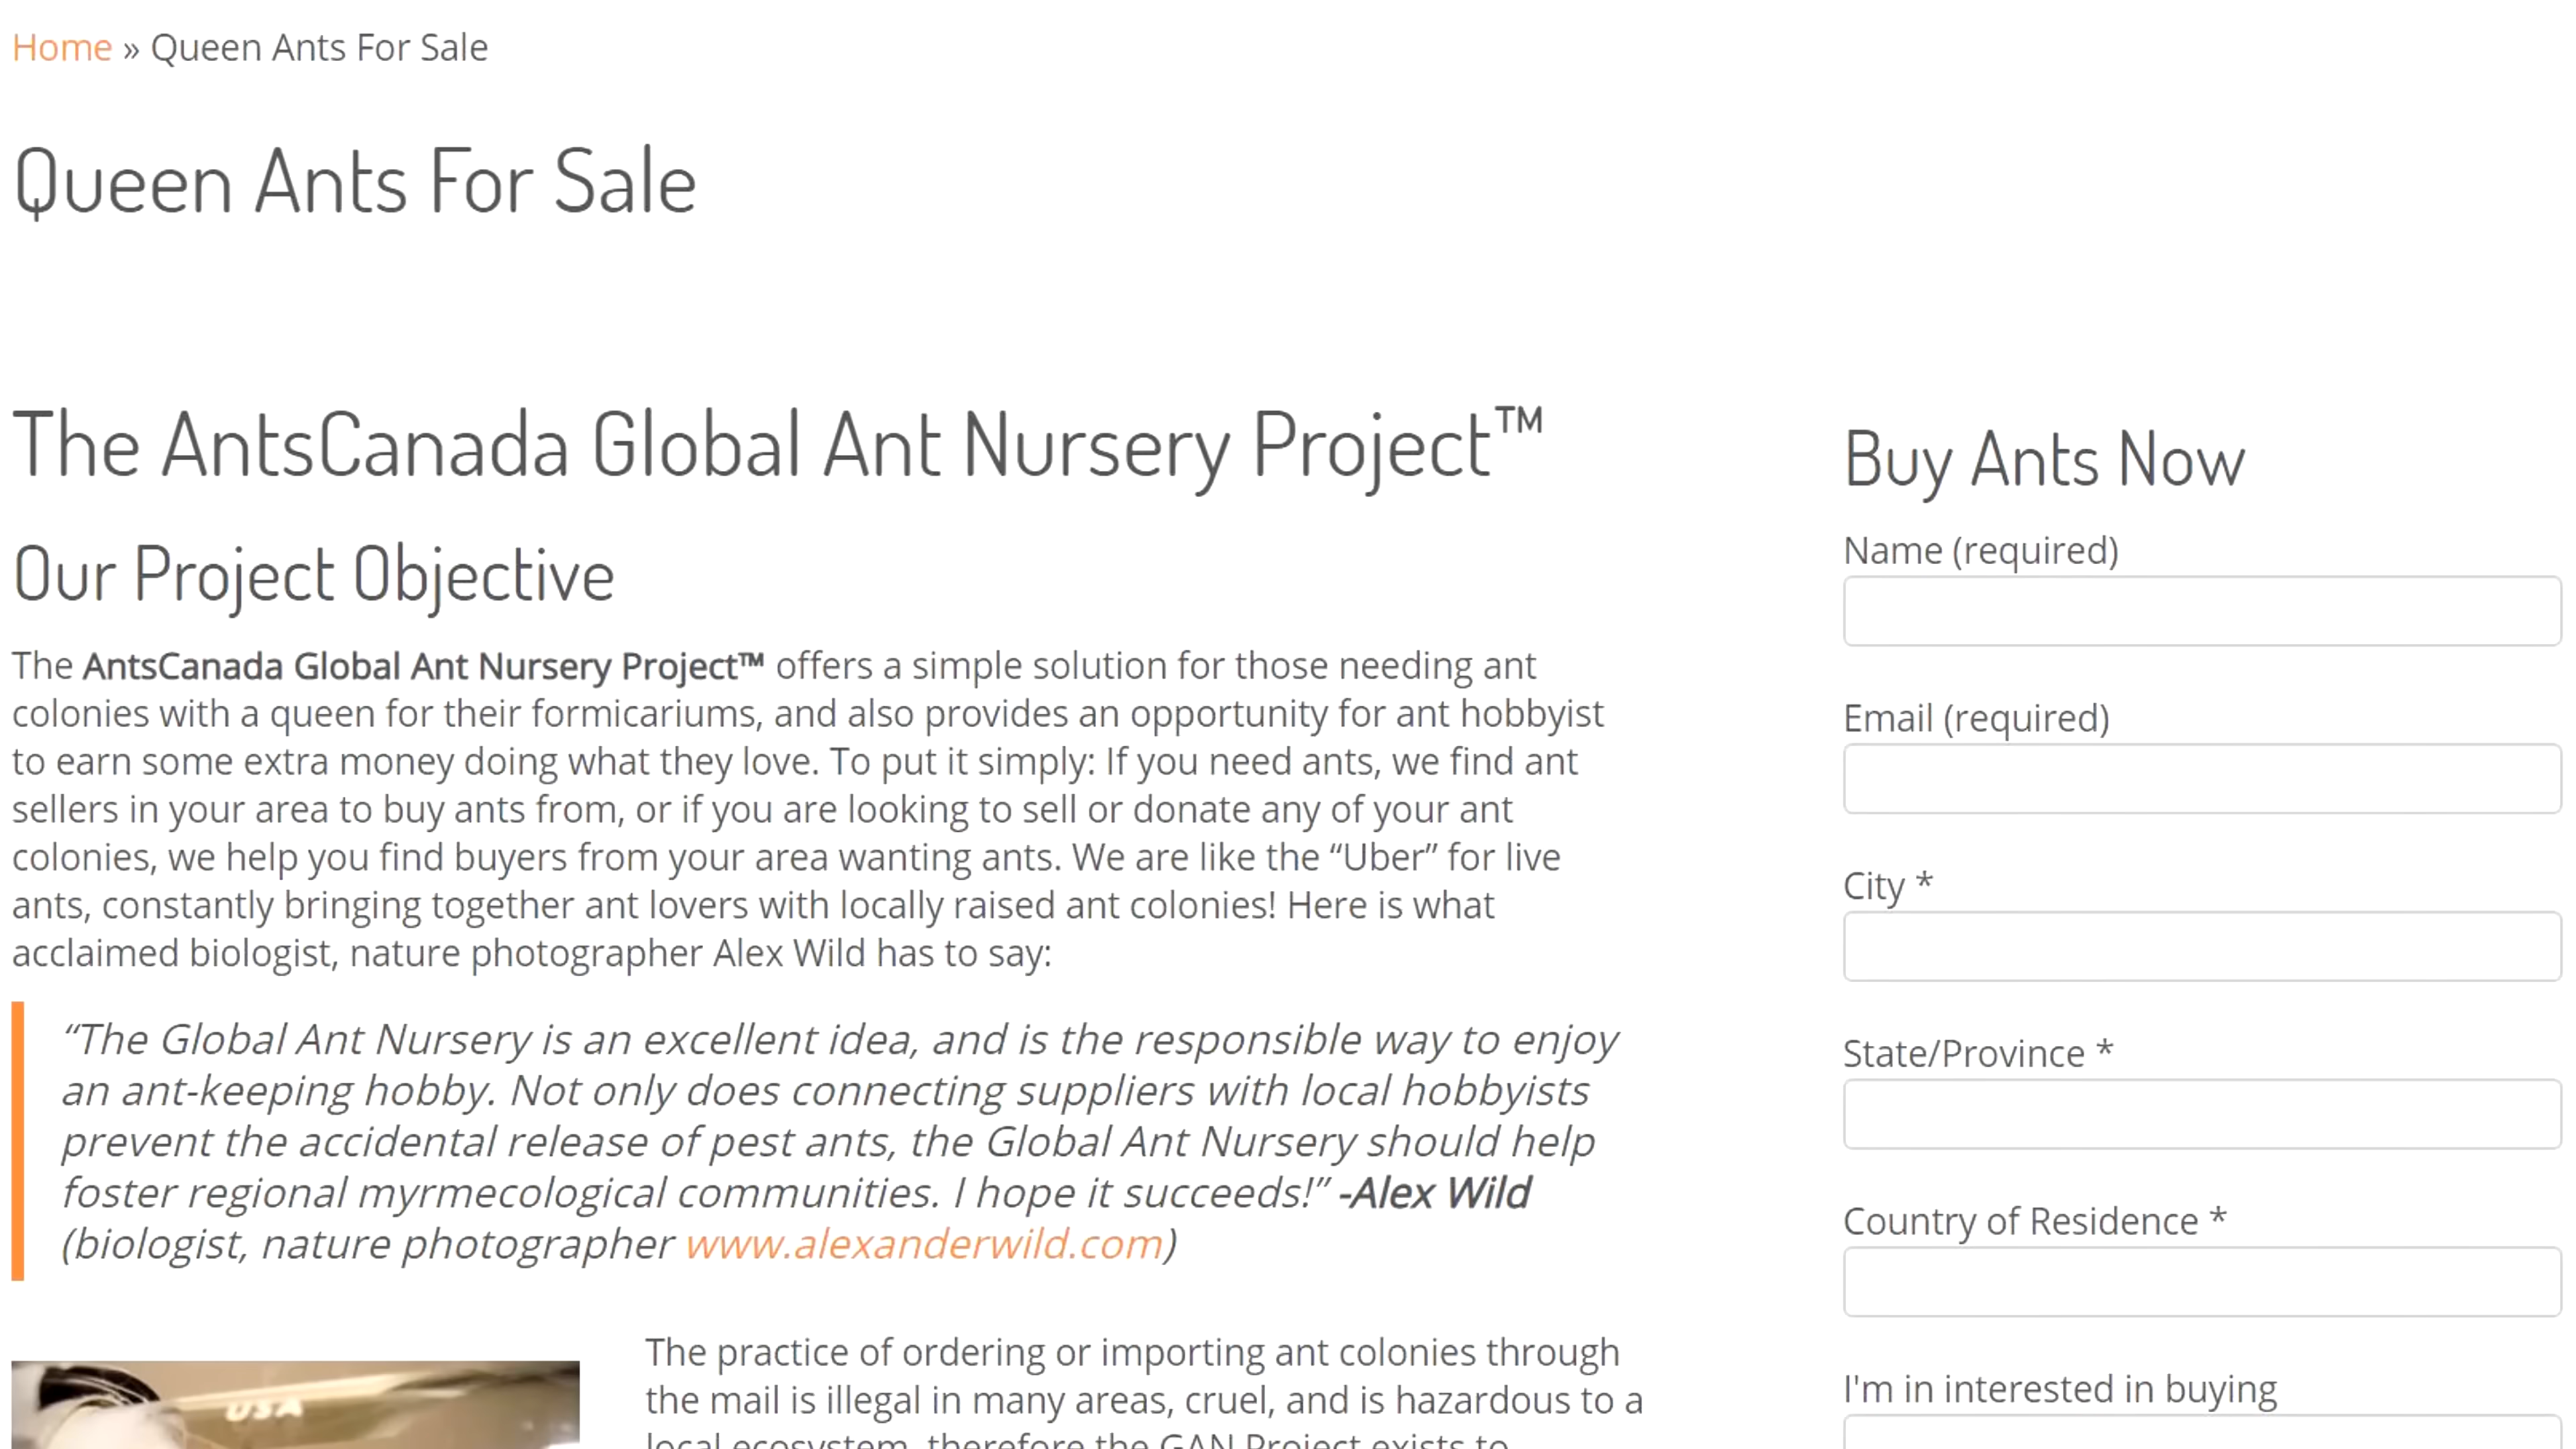 Home » Queen Ants For Sale
Queen Ants For Sale
The AntsCanada Global Ant Nursery Project™
Our Project Objective
The AntsCanada Global Ant Nursery Project™ offers a simple solution for those needing ant
colonies with a queen for their formicariums, and also provides an opportunity for ant hobbyist
to earn some extra money doing what they love. To put it simply: If you need ants, we find ant
sellers in your area to buy ants from, or if you are looking to sell or donate any of your ant
colonies, we help you find buyers from your area wanting ants. We are like the “Uber” for live
ants, constantly bringing together ant lovers with locally raised ant colonies! Here is what
acclaimed biologist, nature photographer Alex Wild has to say:
“The Global Ant Nursery is an excellent idea, and is the responsible way to enjoy
an ant-keeping hobby. Not only does connecting suppliers with local hobbyists
prevent the accidental release of pest ants, the Global Ant Nursery should help
foster regional myrmecological communities. I hope it succeeds!” -Alex Wild
(biologist, nature photographer www.alexanderwild.com)
USA
The practice of ordering or importing ant colonies through
the mail is illegal in many areas, cruel, and is hazardous to a
local ecosystem, therefore the GAN Project exists to
Buy Ants Now
Name (required)
Email (required)
City *
State/Province *
Country of Residence *
I'm in interested in buying